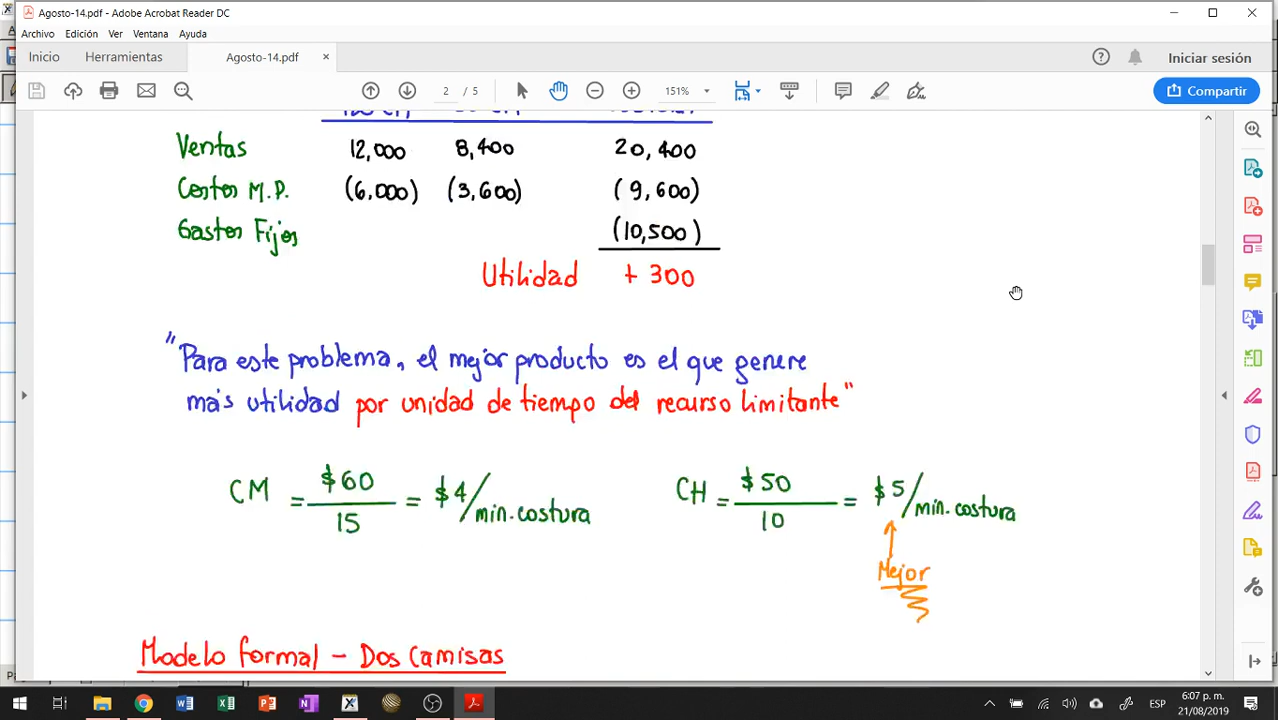 Agosto-14.pdf - Adobe Acrobat Reader DC
Archivo Edición Ver Ventana Ayuda
Inicio Herramientas Agosto-14.pdf × Iniciar sesión
2 / 5 151% Compartir
Ventas 12,000 8,400 20,400
Costos M.P. (6,000) (3,600) (9,600)
Gastos Fijos (10,500)
Utilidad + 300
"Para este problema, el mejor producto es el que genere
más utilidad por unidad de tiempo del recurso limitante"
CM = $60 / 15 = $4/min.costura CH = $50 / 10 = $5/min.costura
Mejor
Modelo formal - Dos Camisas
ESP 6:07 p. m.
21/08/2019